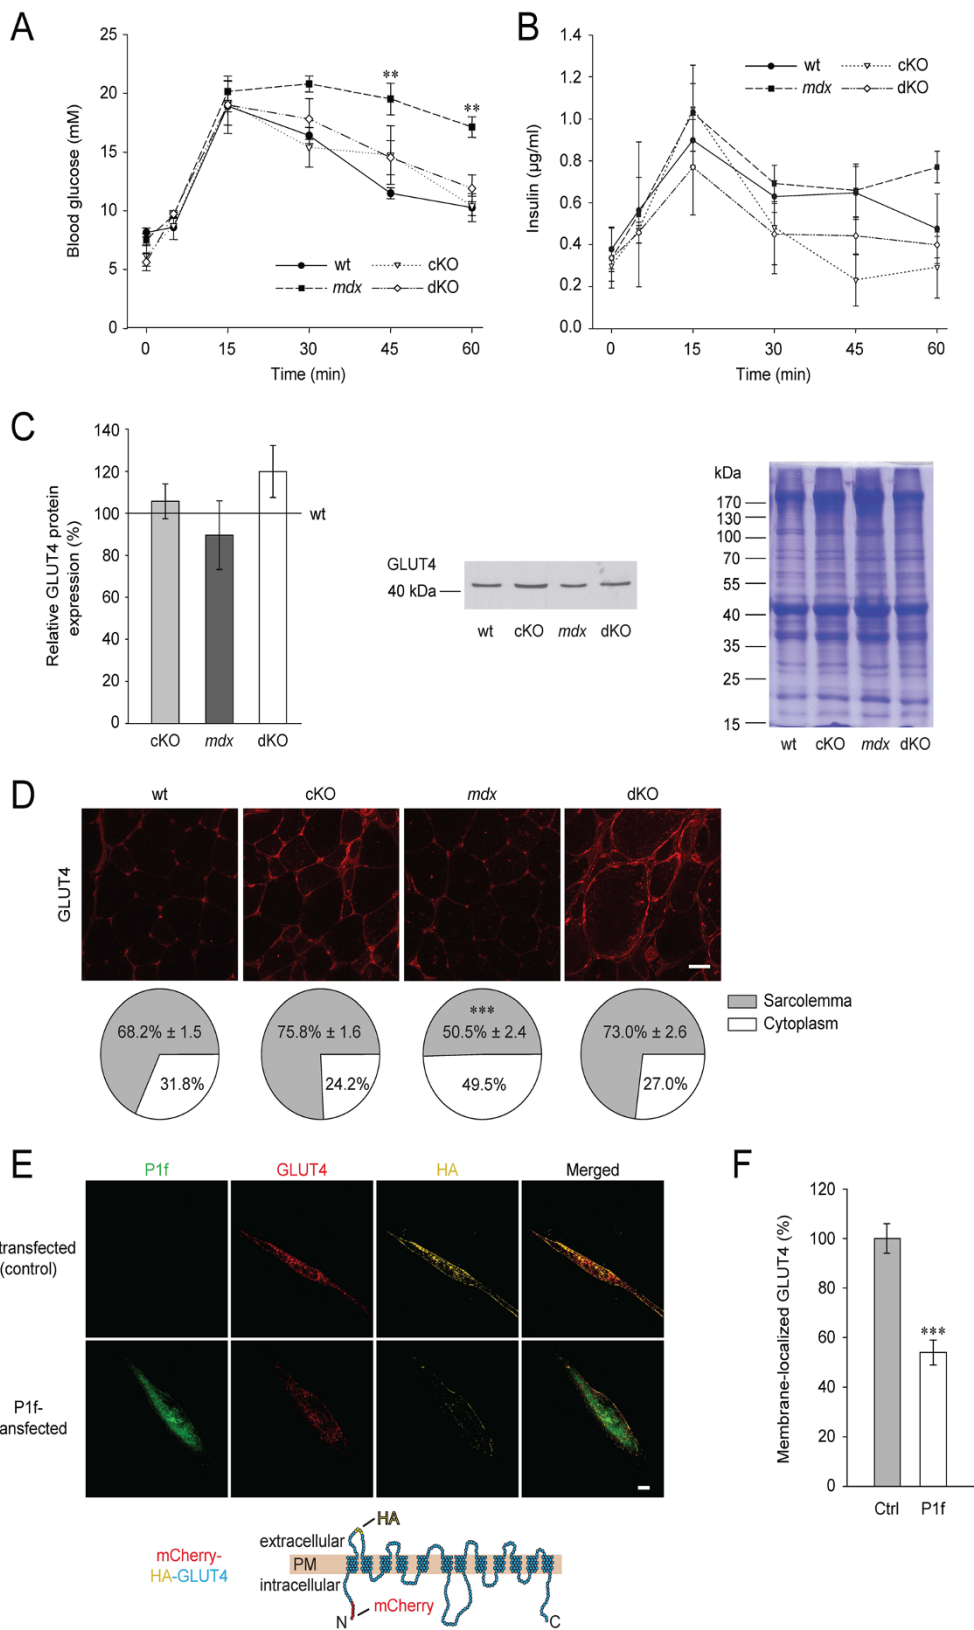 A
25
20
15
10
5
0
Blood glucose (mM)
**
**
wt
cKO
mdx
dKO
0 15 30 45 60
Time (min)
B
1.4
1.2
1.0
0.8
0.6
0.4
0.2
0.0
Insulin (µg/ml)
wt
cKO
mdx
dKO
0 15 30 45 60
Time (min)
C
140
120
100
80
60
40
20
0
Relative GLUT4 protein
expression (%)
wt
cKO mdx dKO
GLUT4
40 kDa
wt cKO mdx dKO
kDa
170
130
100
70
55
40
35
25
15
wt cKO mdx dKO
D
wt cKO mdx dKO
GLUT4
68.2% ± 1.5
31.8%
75.8% ± 1.6
24.2%
***
50.5% ± 2.4
49.5%
73.0% ± 2.6
27.0%
Sarcolemma
Cytoplasm
E
P1f GLUT4 HA Merged
transfected
(control)
P1f-
ansfected
HA
extracellular
PM
intracellular
mCherry-
HA-GLUT4
mCherry
N
C
F
120
100
80
60
40
20
0
Membrane-localized GLUT4 (%)
***
Ctrl P1f